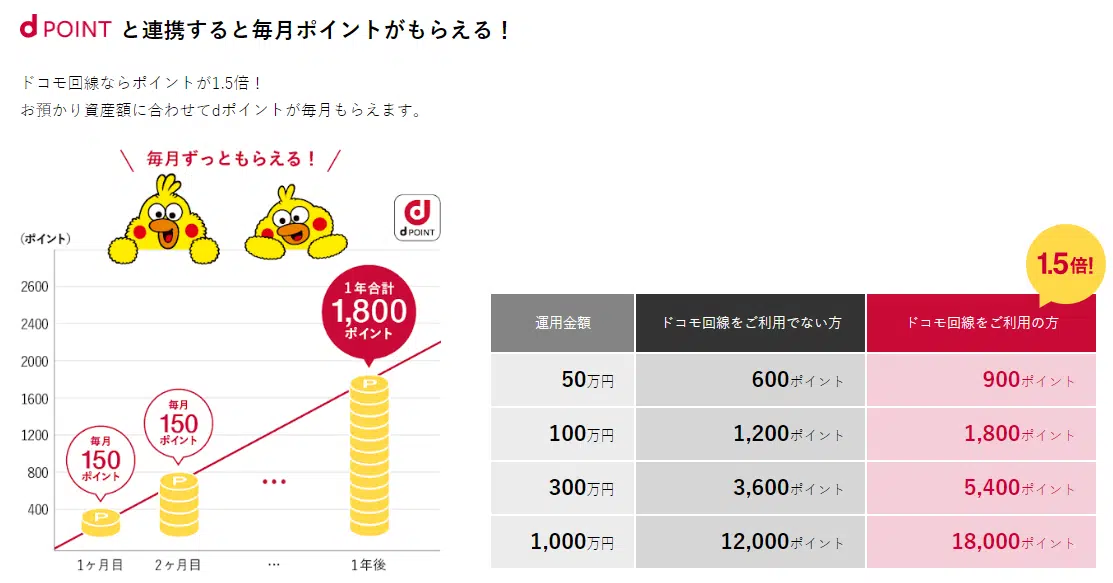 d POINT と連携すると毎月ポイントがもらえる！
ドコモ回線ならポイントが1.5倍！
お預かり資産額に合わせてdポイントが毎月もらえます。
毎月ずっともらえる！
d
d POINT
(ポイント)
2600
2400
2000
1600
1200
800
400
毎月
150
ポイント
毎月
150
ポイント
1年合計
1,800
ポイント
P
P
P
•••
1ヶ月目 2ヶ月目 … 1年後
1.5倍!
運用金額 ドコモ回線をご利用でない方 ドコモ回線をご利用の方
50万円 600ポイント 900ポイント
100万円 1,200ポイント 1,800ポイント
300万円 3,600ポイント 5,400ポイント
1,000万円 12,000ポイント 18,000ポイント